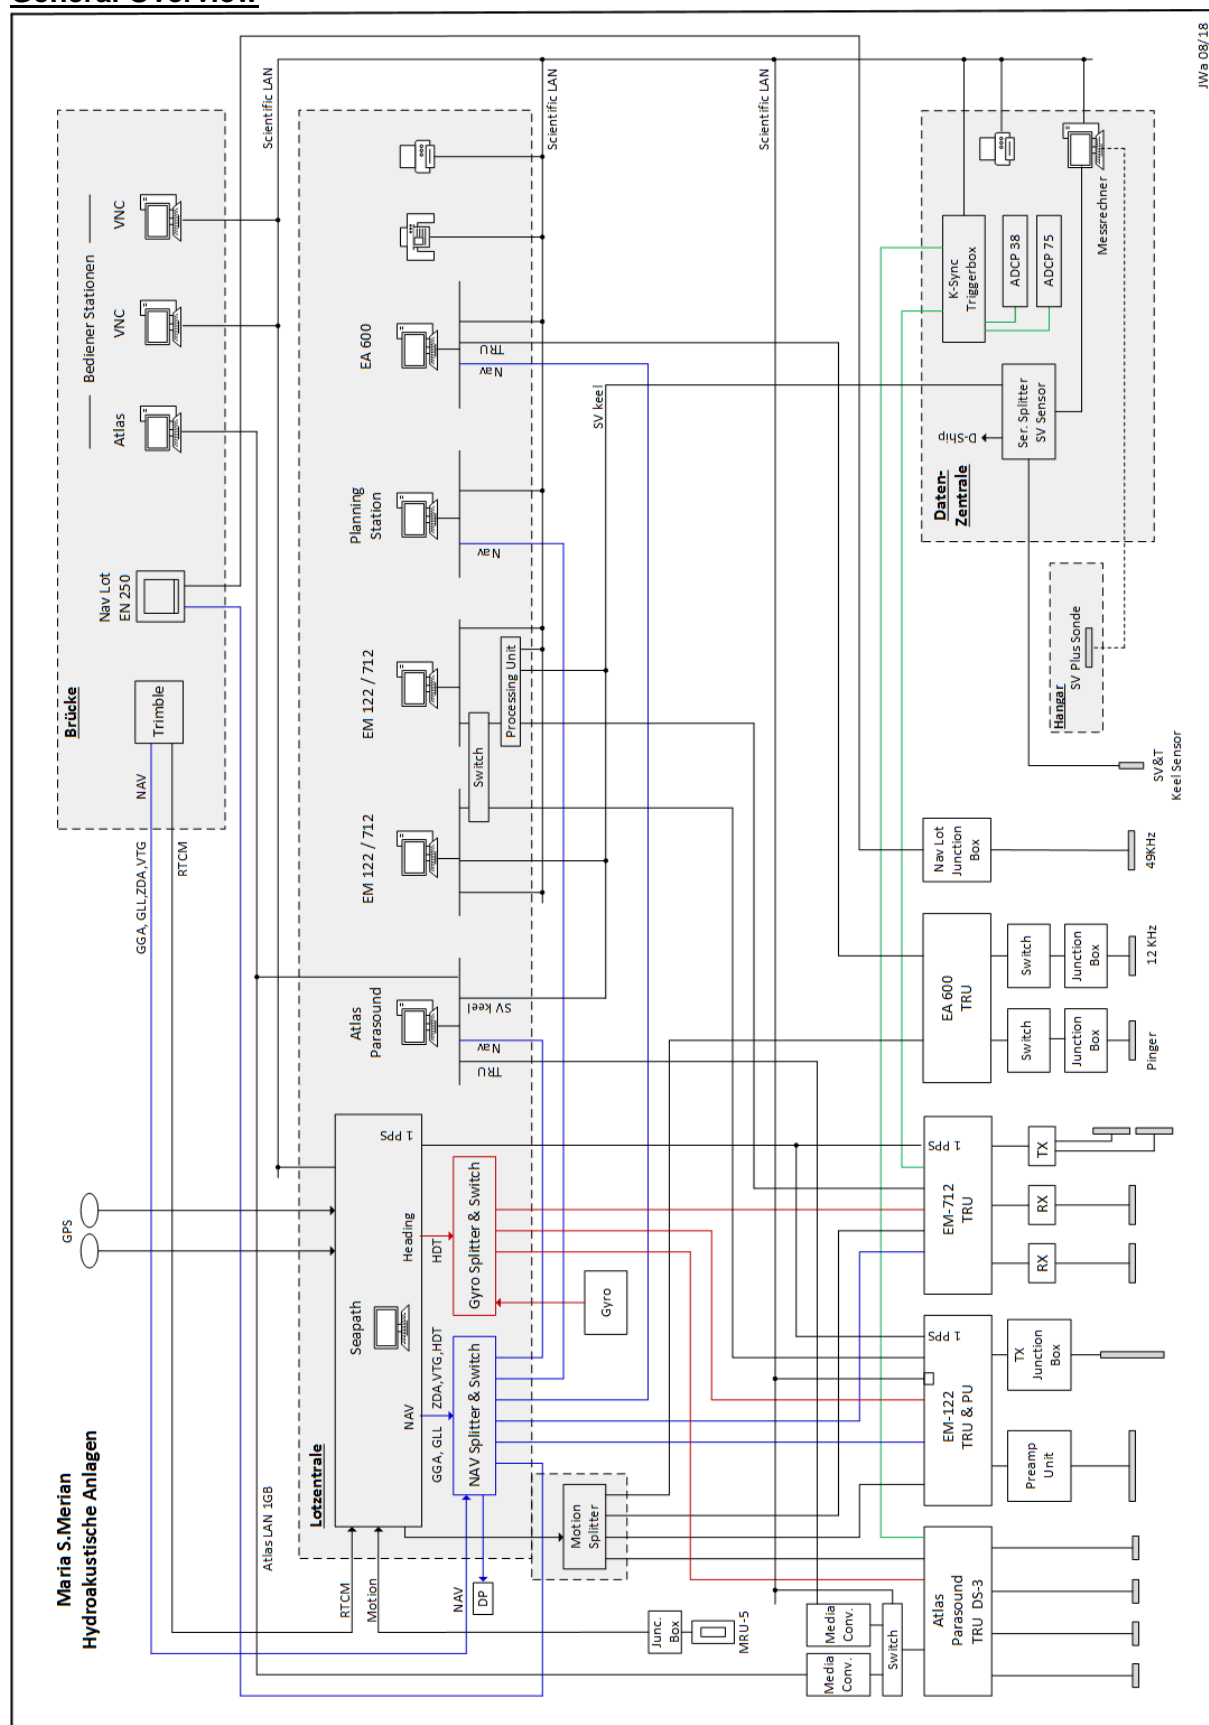 General Overview
Maria S.Merian
Hydroakustische Anlagen
JWa 08/18
Brücke
Trimble
NAV
GGA, GLL,ZDA,VTG
RTCM
Nav Lot
EN 250
Bediener Stationen
Atlas
VNC
VNC
Scientific LAN
Scientific LAN
Scientific LAN
GPS
Atlas LAN 1GB
Lotzentrale
Seapath
RTCM
Motion
NAV
Heading
1 PPS
GGA, GLL
ZDA,VTG,HDT
HDT
NAV Splitter & Switch
Gyro Splitter & Switch
Gyro
NAV
DP
Motion
Splitter
Atlas
Parasound
TRU
Nav
SV keel
EM 122 / 712
EM 122 / 712
Switch
Processing Unit
Planning
Station
Nav
EA 600
Nav
TRU
SV keel
Junc.
Box
MRU-5
Media
Conv.
Media
Conv.
Switch
Atlas
Parasound
TRU DS-3
EM-122
TRU & PU
1 PPS
Preamp
Unit
TX
Junction
Box
EM-712
TRU
1 PPS
RX
RX
TX
EA 600
TRU
Switch
Junction
Box
Pinger
Switch
Junction
Box
12 KHz
Nav Lot
Junction
Box
49KHz
SV&T
Keel Sensor
Hangar
SV Plus Sonde
Daten-
Zentrale
D-Ship
Ser. Splitter
SV Sensor
K-Sync
Triggerbox
ADCP 38
ADCP 75
Messrechner